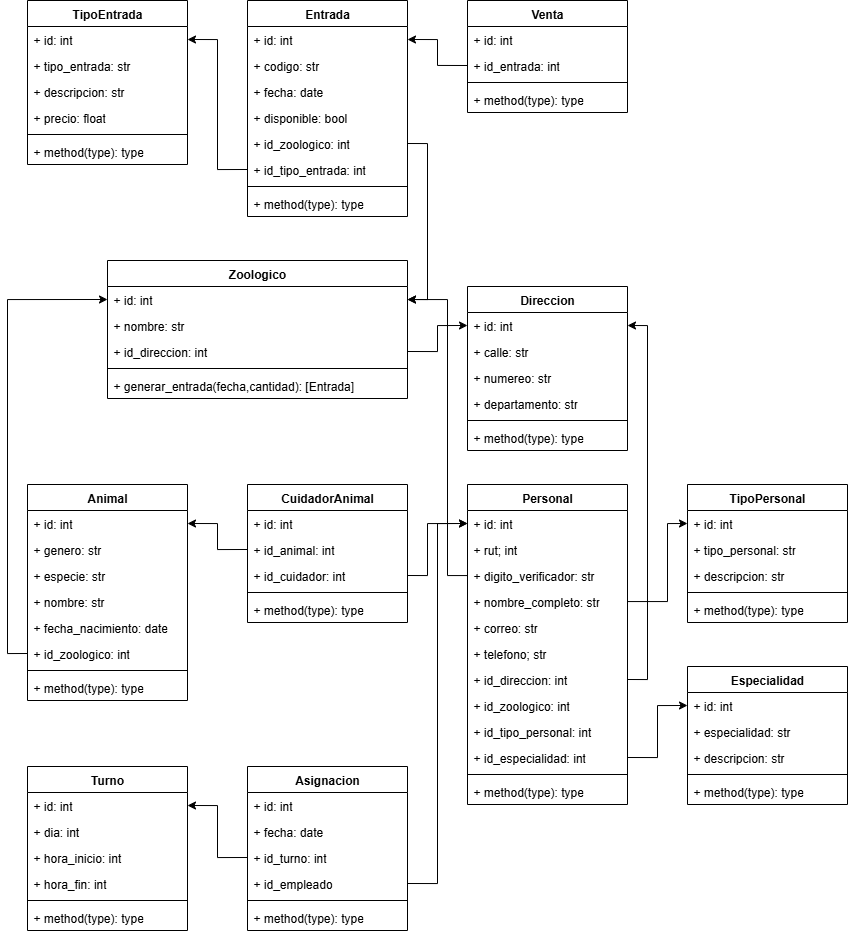 TipoEntrada
+ id: int
+ tipo_entrada: str
+ descripcion: str
+ precio: float
+ method(type): type
Entrada
+ id: int
+ codigo: str
+ fecha: date
+ disponible: bool
+ id_zoologico: int
+ id_tipo_entrada: int
+ method(type): type
Venta
+ id: int
+ id_entrada: int
+ method(type): type
Zoologico
+ id: int
+ nombre: str
+ id_direccion: int
+ generar_entrada(fecha,cantidad): [Entrada]
Direccion
+ id: int
+ calle: str
+ numereo: str
+ departamento: str
+ method(type): type
Animal
+ id: int
+ genero: str
+ especie: str
+ nombre: str
+ fecha_nacimiento: date
+ id_zoologico: int
+ method(type): type
CuidadorAnimal
+ id: int
+ id_animal: int
+ id_cuidador: int
+ method(type): type
Personal
+ id: int
+ rut; int
+ digito_verificador: str
+ nombre_completo: str
+ correo: str
+ telefono; str
+ id_direccion: int
+ id_zoologico: int
+ id_tipo_personal: int
+ id_especialidad: int
+ method(type): type
TipoPersonal
+ id: int
+ tipo_personal: str
+ descripcion: str
+ method(type): type
Especialidad
+ id: int
+ especialidad: str
+ descripcion: str
+ method(type): type
Turno
+ id: int
+ dia: int
+ hora_inicio: int
+ hora_fin: int
+ method(type): type
Asignacion
+ id: int
+ fecha: date
+ id_turno: int
+ id_empleado
+ method(type): type